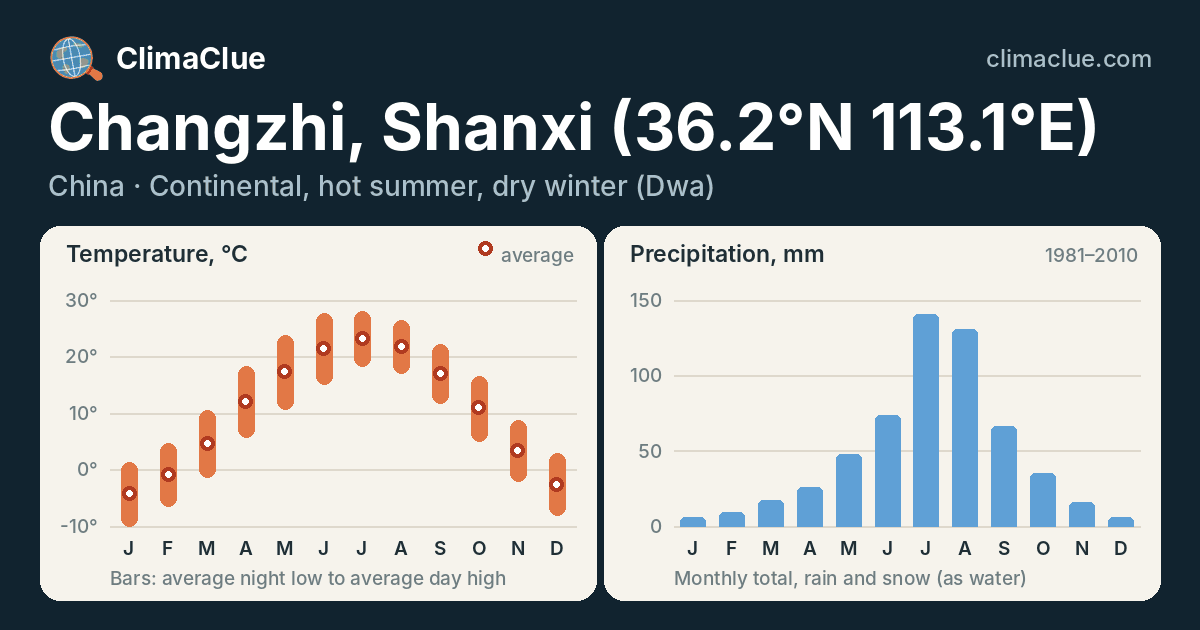 ClimaClue
climaclue.com
Changzhi, Shanxi (36.2°N 113.1°E)
China · Continental, hot summer, dry winter (Dwa)
Temperature, °C
average
30°
20°
10°
0°
-10°
J F M A M J J A S O N D
Bars: average night low to average day high
Precipitation, mm
1981–2010
150
100
50
0
J F M A M J J A S O N D
Monthly total, rain and snow (as water)